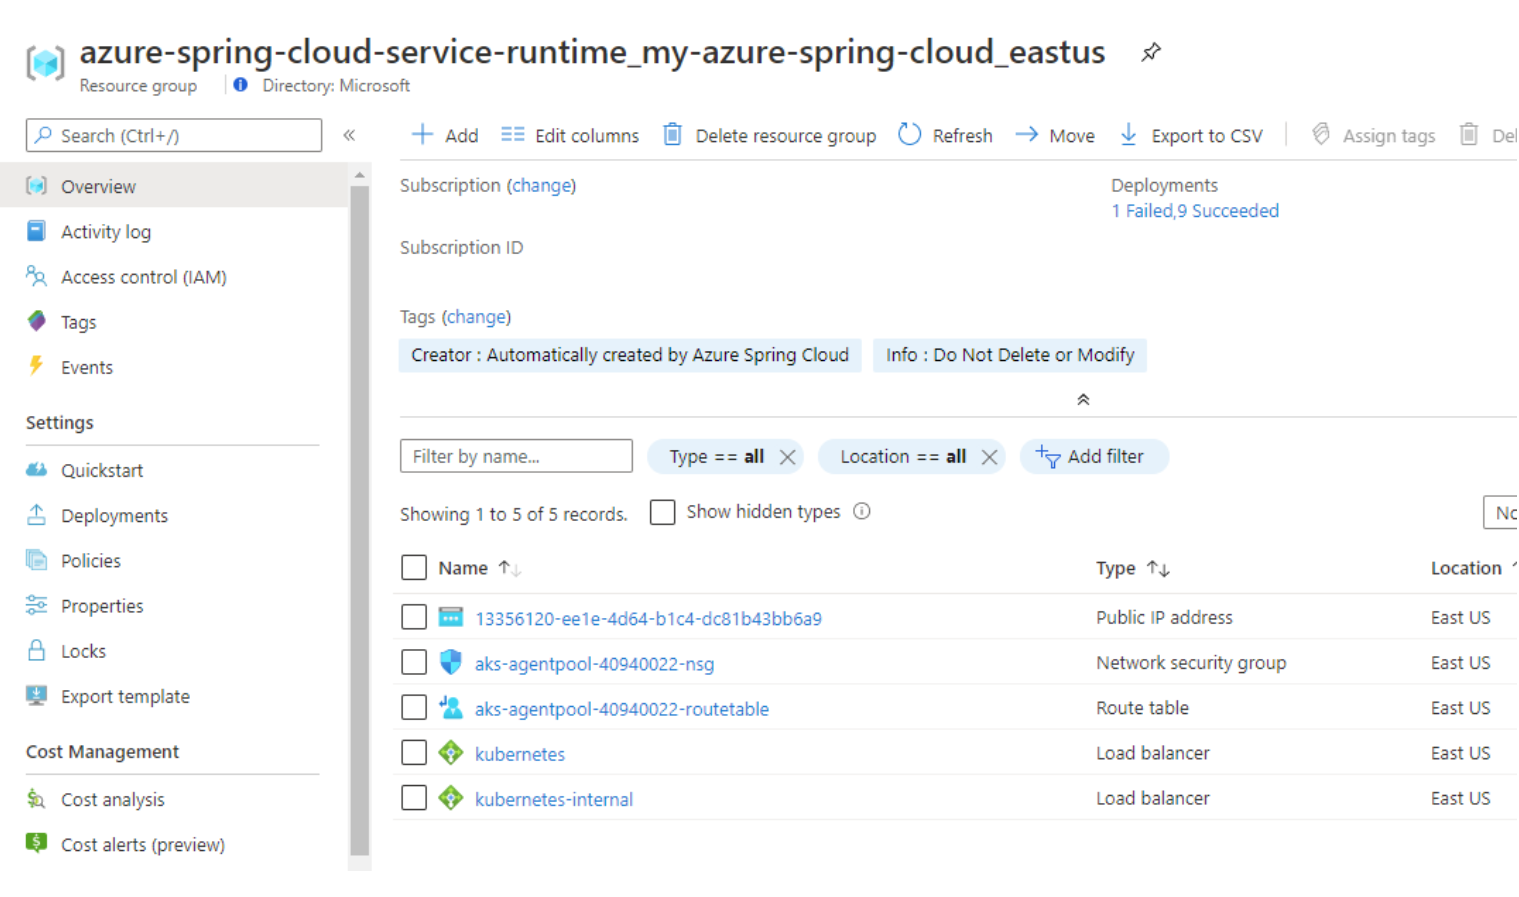 azure-spring-cloud-service-runtime_my-azure-spring-cloud_eastus
Resource group
Directory: Microsoft
Search (Ctrl+/)
Add
Edit columns
Delete resource group
Refresh
Move
Export to CSV
Assign tags
Del
Overview
Activity log
Access control (IAM)
Tags
Events
Settings
Quickstart
Deployments
Policies
Properties
Locks
Export template
Cost Management
Cost analysis
Cost alerts (preview)
Subscription (change)
Deployments
1 Failed,9 Succeeded
Subscription ID
Tags (change)
Creator : Automatically created by Azure Spring Cloud
Info : Do Not Delete or Modify
Filter by name...
Type == all
Location == all
Add filter
Showing 1 to 5 of 5 records.
Show hidden types
No
Name Type Location
13356120-ee1e-4d64-b1c4-dc81b43bb6a9 Public IP address East US
aks-agentpool-40940022-nsg Network security group East US
aks-agentpool-40940022-routetable Route table East US
kubernetes Load balancer East US
kubernetes-internal Load balancer East US